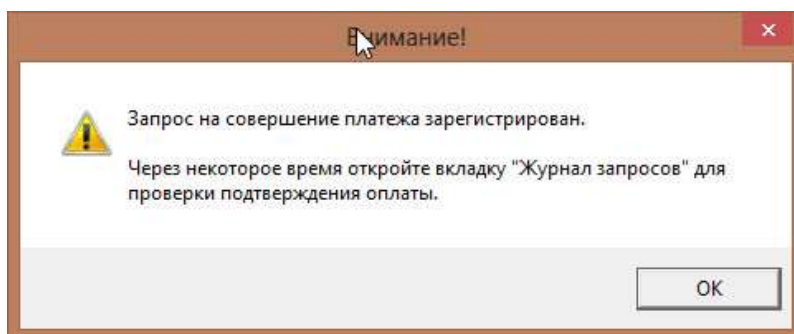 Внимание!
Запрос на совершение платежа зарегистрирован.
Через некоторое время откройте вкладку "Журнал запросов" для
проверки подтверждения оплаты.
OK